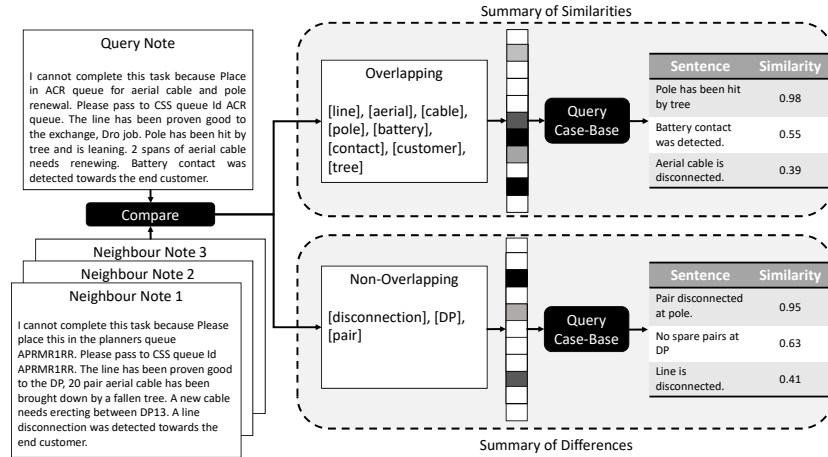 Summary of Similarities
Query Note
I cannot complete this task because Place
in ACR queue for aerial cable and pole
renewal. Please pass to CSS queue Id ACR
queue. The line has been proven good to
the exchange, Dro job. Pole has been hit by
tree and is leaning. 2 spans of aerial cable
needs renewing. Battery contact was
detected towards the end customer.
Compare
Neighbour Note 3
Neighbour Note 2
Neighbour Note 1
I cannot complete this task because Please
place this in the planners queue
APRMR1RR. Please pass to CSS queue Id
APRMR1RR. The line has been proven good
to the DP, 20 pair aerial cable has been
brought down by a fallen tree. A new cable
needs erecting between DP13. A line
disconnection was detected towards the
end customer.
Overlapping
[line], [aerial], [cable],
[pole], [battery],
[contact], [customer],
[tree]
Query
Case-Base
Sentence Similarity
Pole has been hit
by tree 0.98
Battery contact
was detected. 0.55
Aerial cable is
disconnected. 0.39
Non-Overlapping
[disconnection], [DP],
[pair]
Query
Case-Base
Sentence Similarity
Pair disconnected
at pole. 0.95
No spare pairs at
DP 0.63
Line is
disconnected. 0.41
Summary of Differences